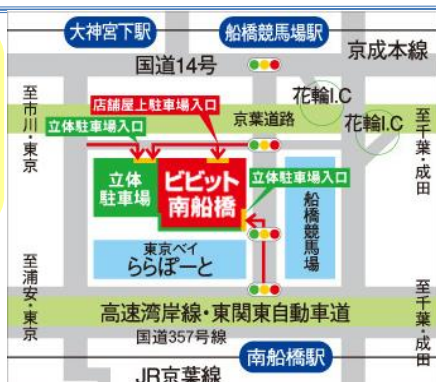 大神宮下駅
船橋競馬場駅
京成本線
国道14号
花輪I.C
至市川・東京
店舗屋上駐車場入口
京葉道路
花輪I.C
至千葉・成田
立体駐車場入口
立体
駐車場
ビビット
南船橋
立体駐車場入口
船橋競馬場
東京ベイ
ららぽーと
至浦安・東京
高速湾岸線・東関東自動車道
至千葉・成田
国道357号線
南船橋駅
JR京葉線